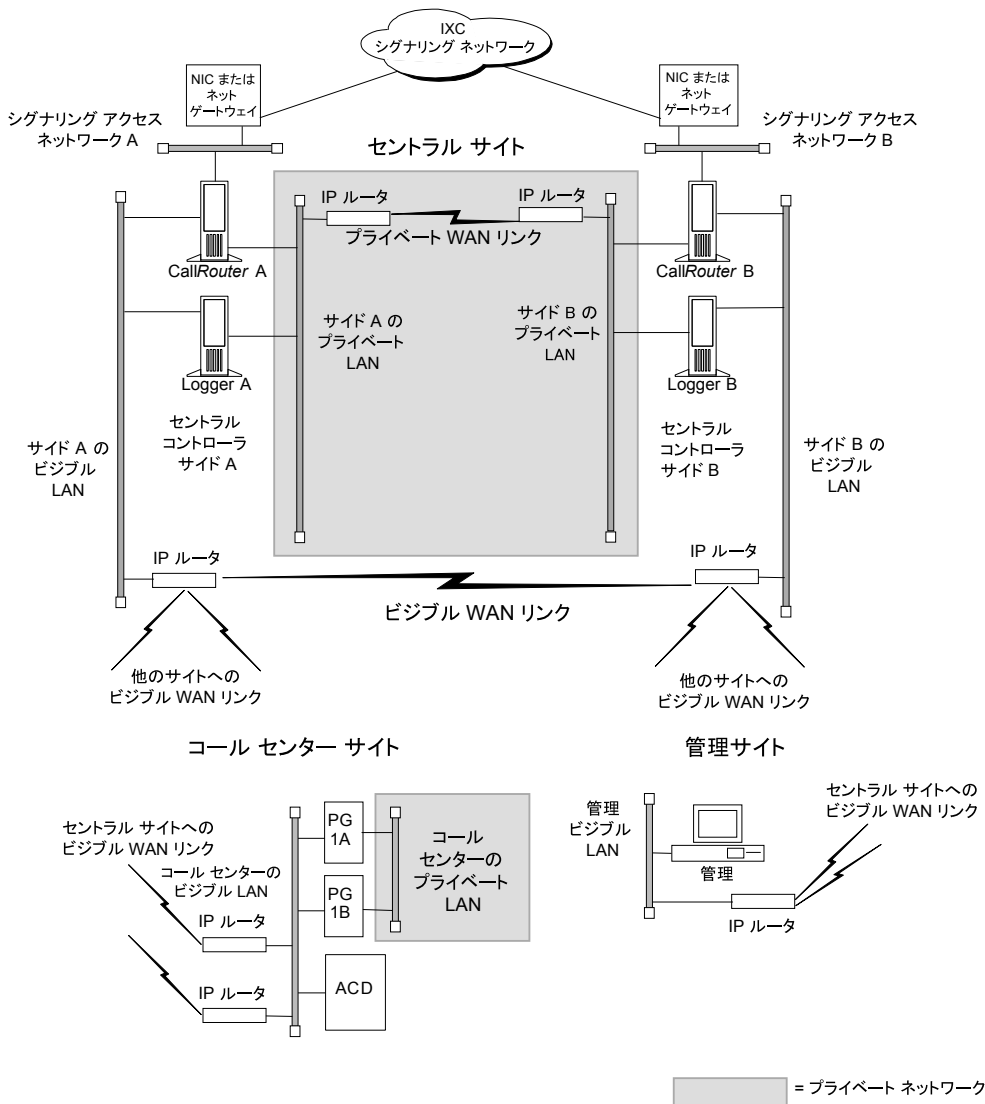 IXC
シグナリング ネットワーク
NIC または
ネット
ゲートウェイ
NIC または
ネット
ゲートウェイ
シグナリング アクセス
ネットワーク A
シグナリング アクセス
ネットワーク B
セントラル サイト
IP ルータ
IP ルータ
プライベート WAN リンク
CallRouter A
CallRouter B
サイド A の
プライベート
LAN
サイド B の
プライベート
LAN
Logger A
Logger B
セントラル
コントローラ
サイド A
セントラル
コントローラ
サイド B
サイド A の
ビジブル
LAN
サイド B の
ビジブル
LAN
IP ルータ
IP ルータ
ビジブル WAN リンク
他のサイトへの
ビジブル WAN リンク
他のサイトへの
ビジブル WAN リンク
コール センター サイト
管理サイト
セントラル サイトへの
ビジブル WAN リンク
コール センターの
ビジブル LAN
IP ルータ
IP ルータ
PG
1A
PG
1B
ACD
コール
センターの
プライベート
LAN
管理
ビジブル
LAN
管理
セントラル サイトへの
ビジブル WAN リンク
IP ルータ
= プライベート ネットワーク